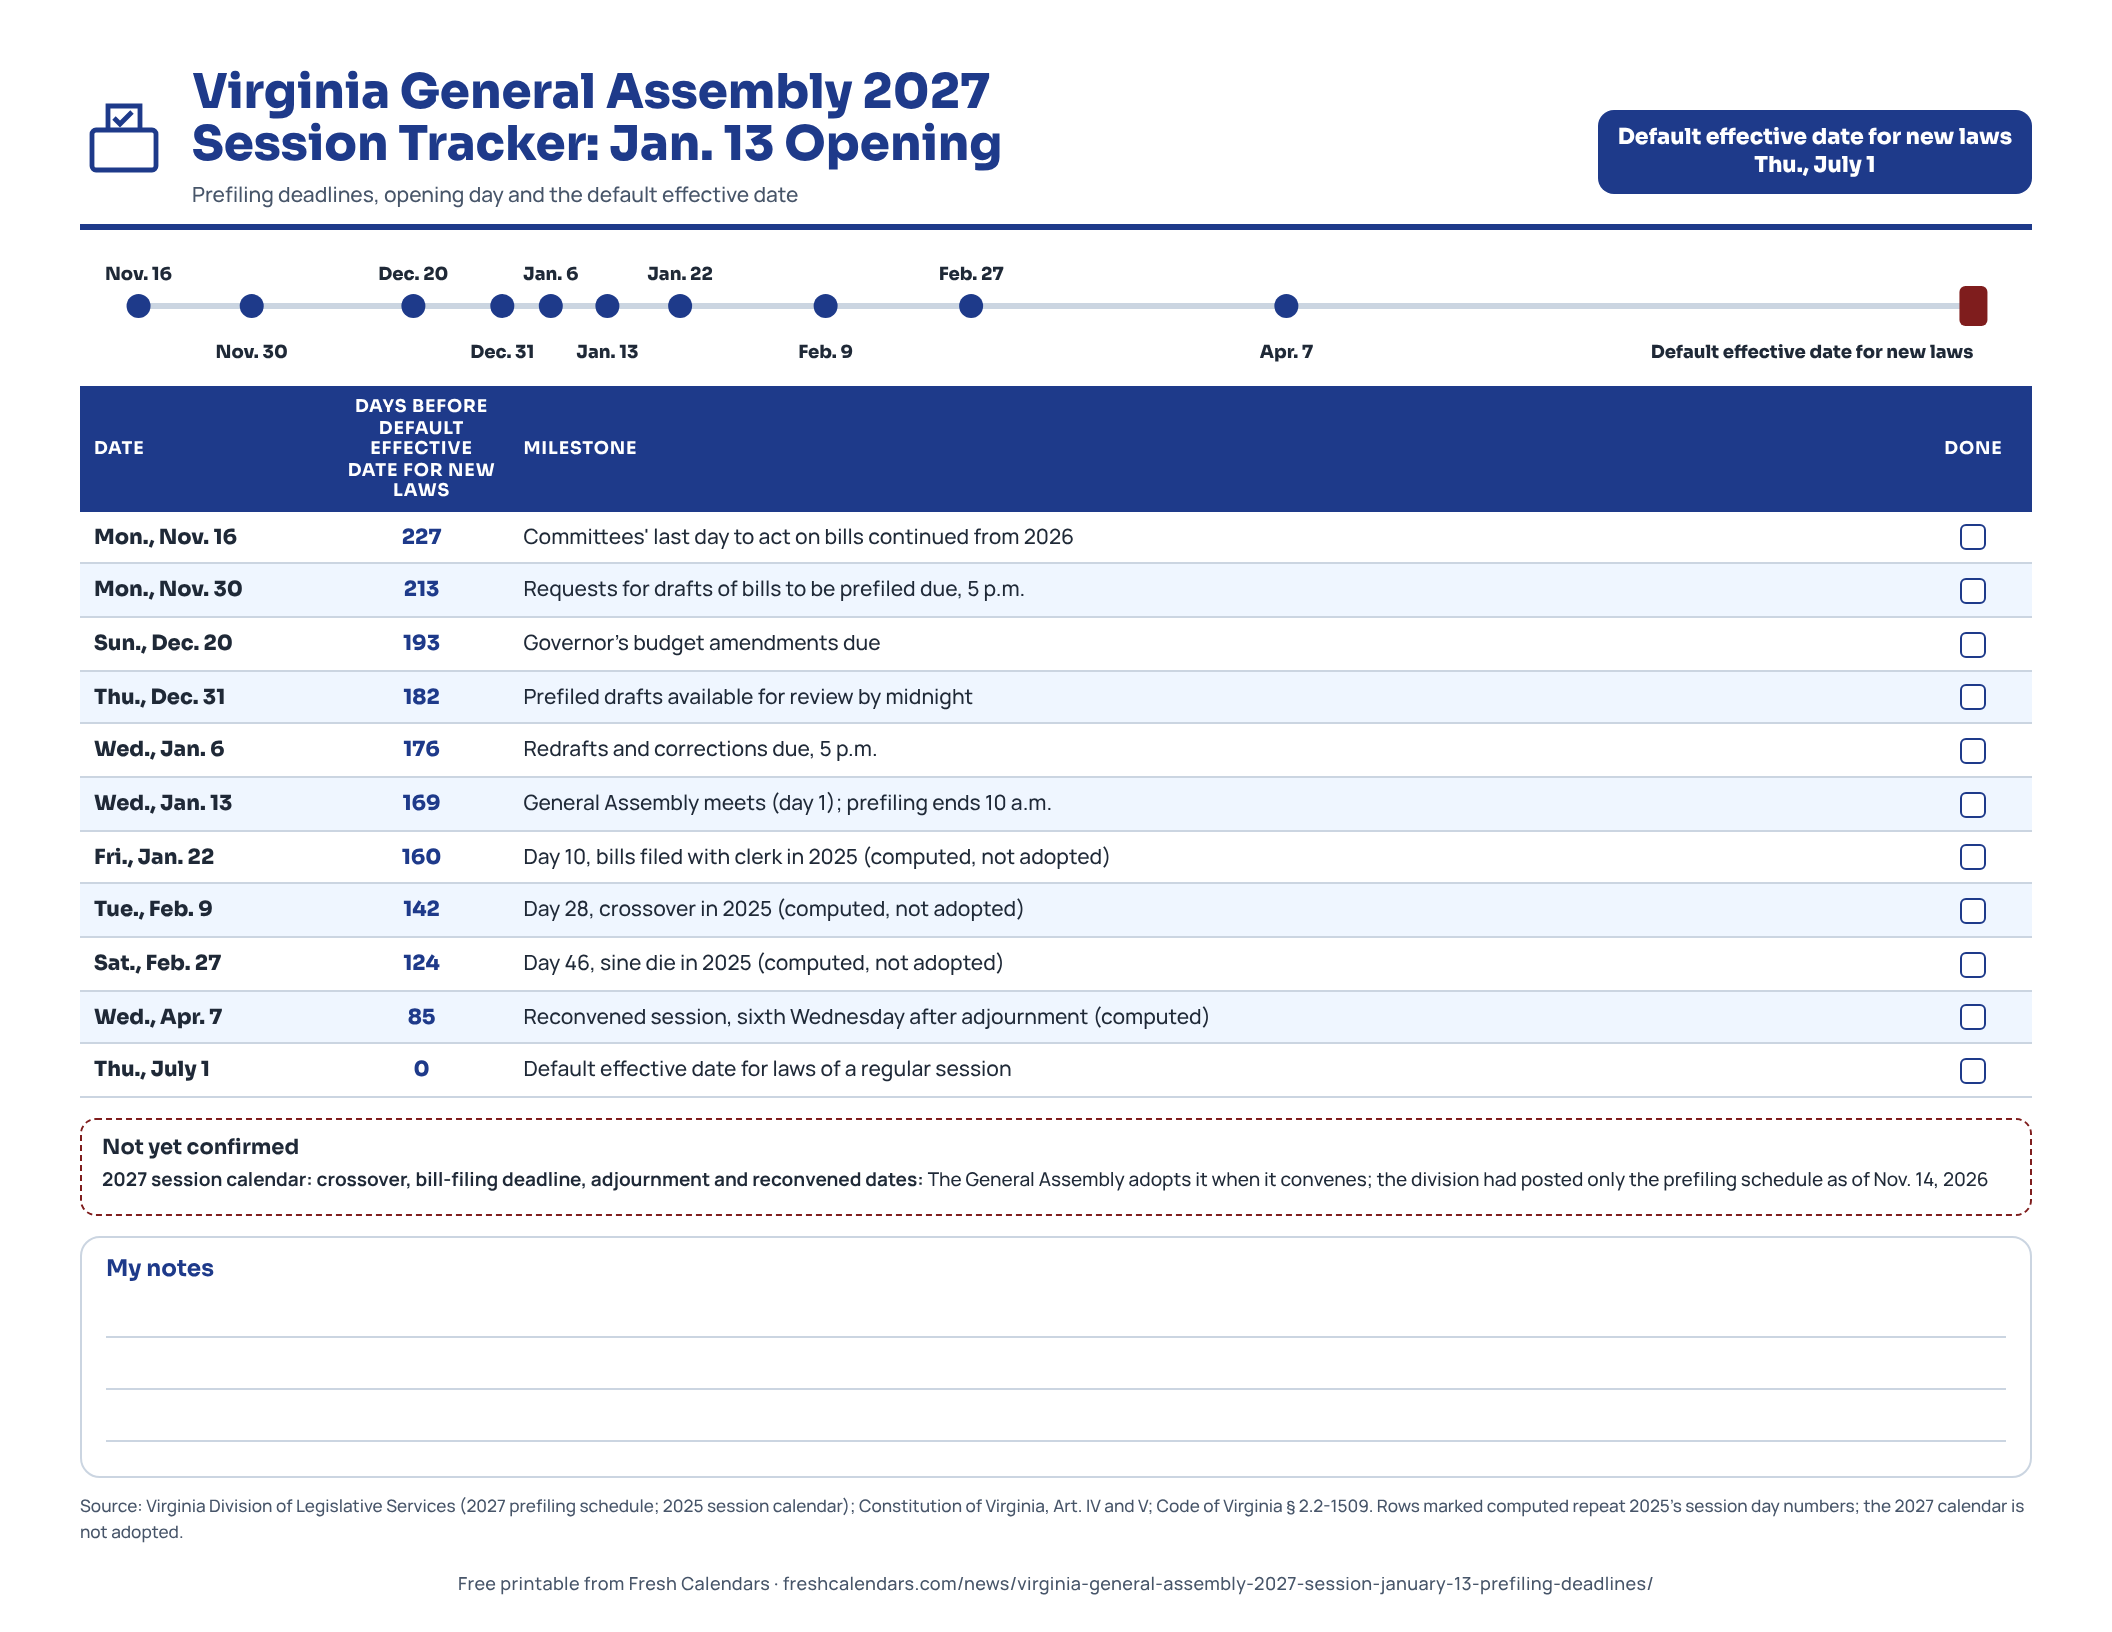 Virginia General Assembly 2027
Session Tracker: Jan. 13 Opening
Prefiling deadlines, opening day and the default effective date
Default effective date for new laws
Thu., July 1
Nov. 16
Dec. 20
Jan. 6
Jan. 22
Feb. 27
Nov. 30
Dec. 31
Jan. 13
Feb. 9
Apr. 7
Default effective date for new laws
DATE
DAYS BEFORE
DEFAULT
EFFECTIVE
DATE FOR NEW
LAWS
MILESTONE
DONE
Mon., Nov. 16 227 Committees' last day to act on bills continued from 2026
Mon., Nov. 30 213 Requests for drafts of bills to be prefiled due, 5 p.m.
Sun., Dec. 20 193 Governor's budget amendments due
Thu., Dec. 31 182 Prefiled drafts available for review by midnight
Wed., Jan. 6 176 Redrafts and corrections due, 5 p.m.
Wed., Jan. 13 169 General Assembly meets (day 1); prefiling ends 10 a.m.
Fri., Jan. 22 160 Day 10, bills filed with clerk in 2025 (computed, not adopted)
Tue., Feb. 9 142 Day 28, crossover in 2025 (computed, not adopted)
Sat., Feb. 27 124 Day 46, sine die in 2025 (computed, not adopted)
Wed., Apr. 7 85 Reconvened session, sixth Wednesday after adjournment (computed)
Thu., July 1 0 Default effective date for laws of a regular session
Not yet confirmed
2027 session calendar: crossover, bill-filing deadline, adjournment and reconvened dates: The General Assembly adopts it when it convenes; the division had posted only the prefiling schedule as of Nov. 14, 2026
My notes
Source: Virginia Division of Legislative Services (2027 prefiling schedule; 2025 session calendar); Constitution of Virginia, Art. IV and V; Code of Virginia § 2.2-1509. Rows marked computed repeat 2025's session day numbers; the 2027 calendar is
not adopted.
Free printable from Fresh Calendars · freshcalendars.com/news/virginia-general-assembly-2027-session-january-13-prefiling-deadlines/